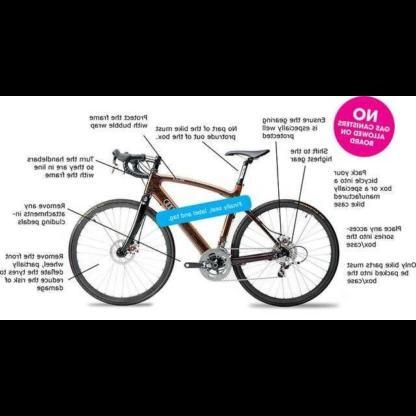 Protect the frame
with bubble wrap
No part of the bike must
protrude out of the
box.
Ensure the gearing
is especially well
protected
NO
GAS CANISTERS
ALLOWED ON
BOARD
Shift to the
highest gear
Turn the handlebars
so they are in line
with the frame
Pack your
bicycle into a
box or a specially
manufactured
bike case
Finally seal, label and tag.
Remove any
attachments in-
cluding pedals
Place acces-
sories into the
box/case
Remove the front
wheel, partially
deflate the tyres to
reduce the risk of
damage
Only bike parts must
be packed into the
box/case